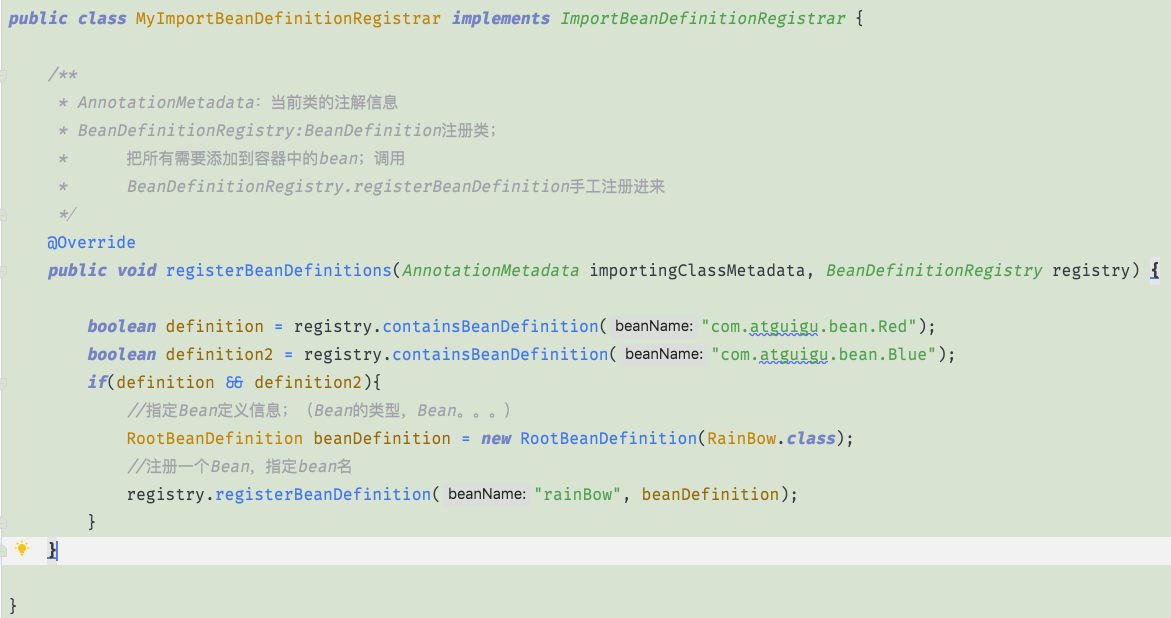 public class MyImportBeanDefinitionRegistrar implements ImportBeanDefinitionRegistrar {
/**
* AnnotationMetadata：当前类的注解信息
* BeanDefinitionRegistry:BeanDefinition注册类；
* 把所有需要添加到容器中的bean；调用
* BeanDefinitionRegistry.registerBeanDefinition手工注册进来
*/
@Override
public void registerBeanDefinitions(AnnotationMetadata importingClassMetadata, BeanDefinitionRegistry registry) {
boolean definition = registry.containsBeanDefinition( beanName: "com.atguigu.bean.Red");
boolean definition2 = registry.containsBeanDefinition( beanName: "com.atguigu.bean.Blue");
if(definition && definition2){
//指定Bean定义信息；（Bean的类型，Bean。。。）
RootBeanDefinition beanDefinition = new RootBeanDefinition(RainBow.class);
//注册一个Bean，指定bean名
registry.registerBeanDefinition( beanName: "rainBow", beanDefinition);
}
}
}